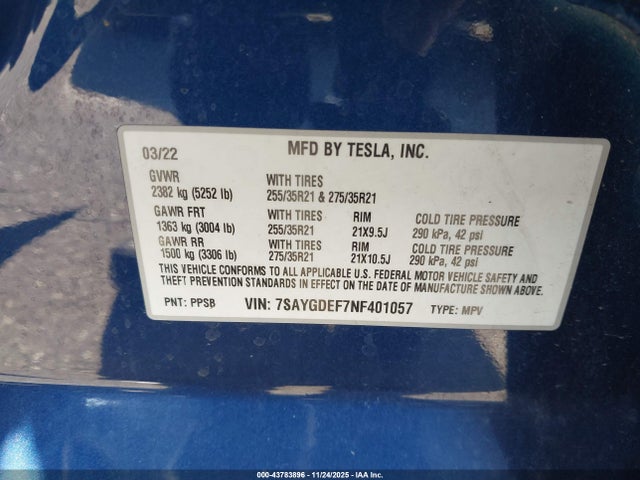 03/22 MFD BY TESLA, INC.
GVWR WITH TIRES
2382 kg (5252 lb) 255/35R21 & 275/35R21
GAWR FRT WITH TIRES RIM COLD TIRE PRESSURE
1363 kg (3004 lb) 255/35R21 21X9.5J 290 kPa, 42 psi
GAWR RR WITH TIRES RIM COLD TIRE PRESSURE
1500 kg (3306 lb) 275/35R21 21X10.5J 290 kPa, 42 psi
THIS VEHICLE CONFORMS TO ALL APPLICABLE U.S. FEDERAL MOTOR VEHICLE SAFETY AND
THEFT PREVENTION STANDARDS IN EFFECT ON THE DATE OF MANUFACTURE SHOWN ABOVE.
PNT: PPSB VIN: 7SAYGDEF7NF401057 TYPE: MPV
000-43783896 - 11/24/2025 - IAA Inc.